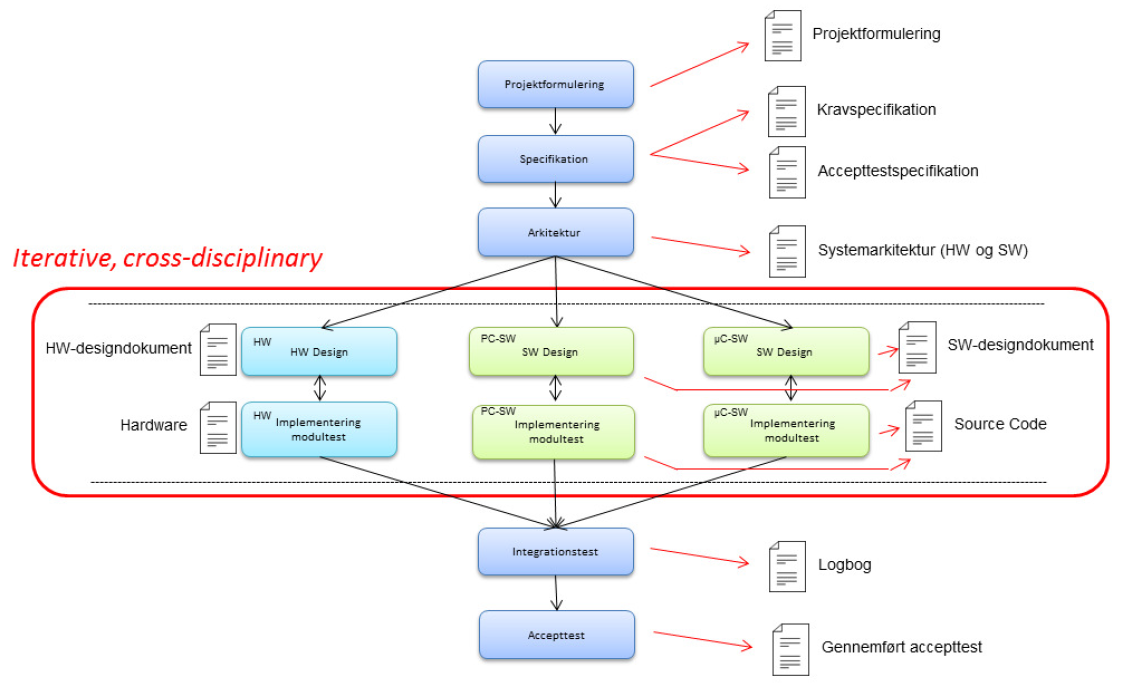 Projektformulering
Projektformulering
Kravspecifikation
Specifikation
Accepttestspecifikation
Arkitektur
Systemarkitektur (HW og SW)
Iterative, cross-disciplinary
HW-designdokument
HW
HW Design
PC-SW
SW Design
µC-SW
SW Design
SW-designdokument
Hardware
HW
Implementering
modultest
PC-SW
Implementering
modultest
µC-SW
Implementering
modultest
Source Code
Integrationstest
Logbog
Accepttest
Gennemført accepttest